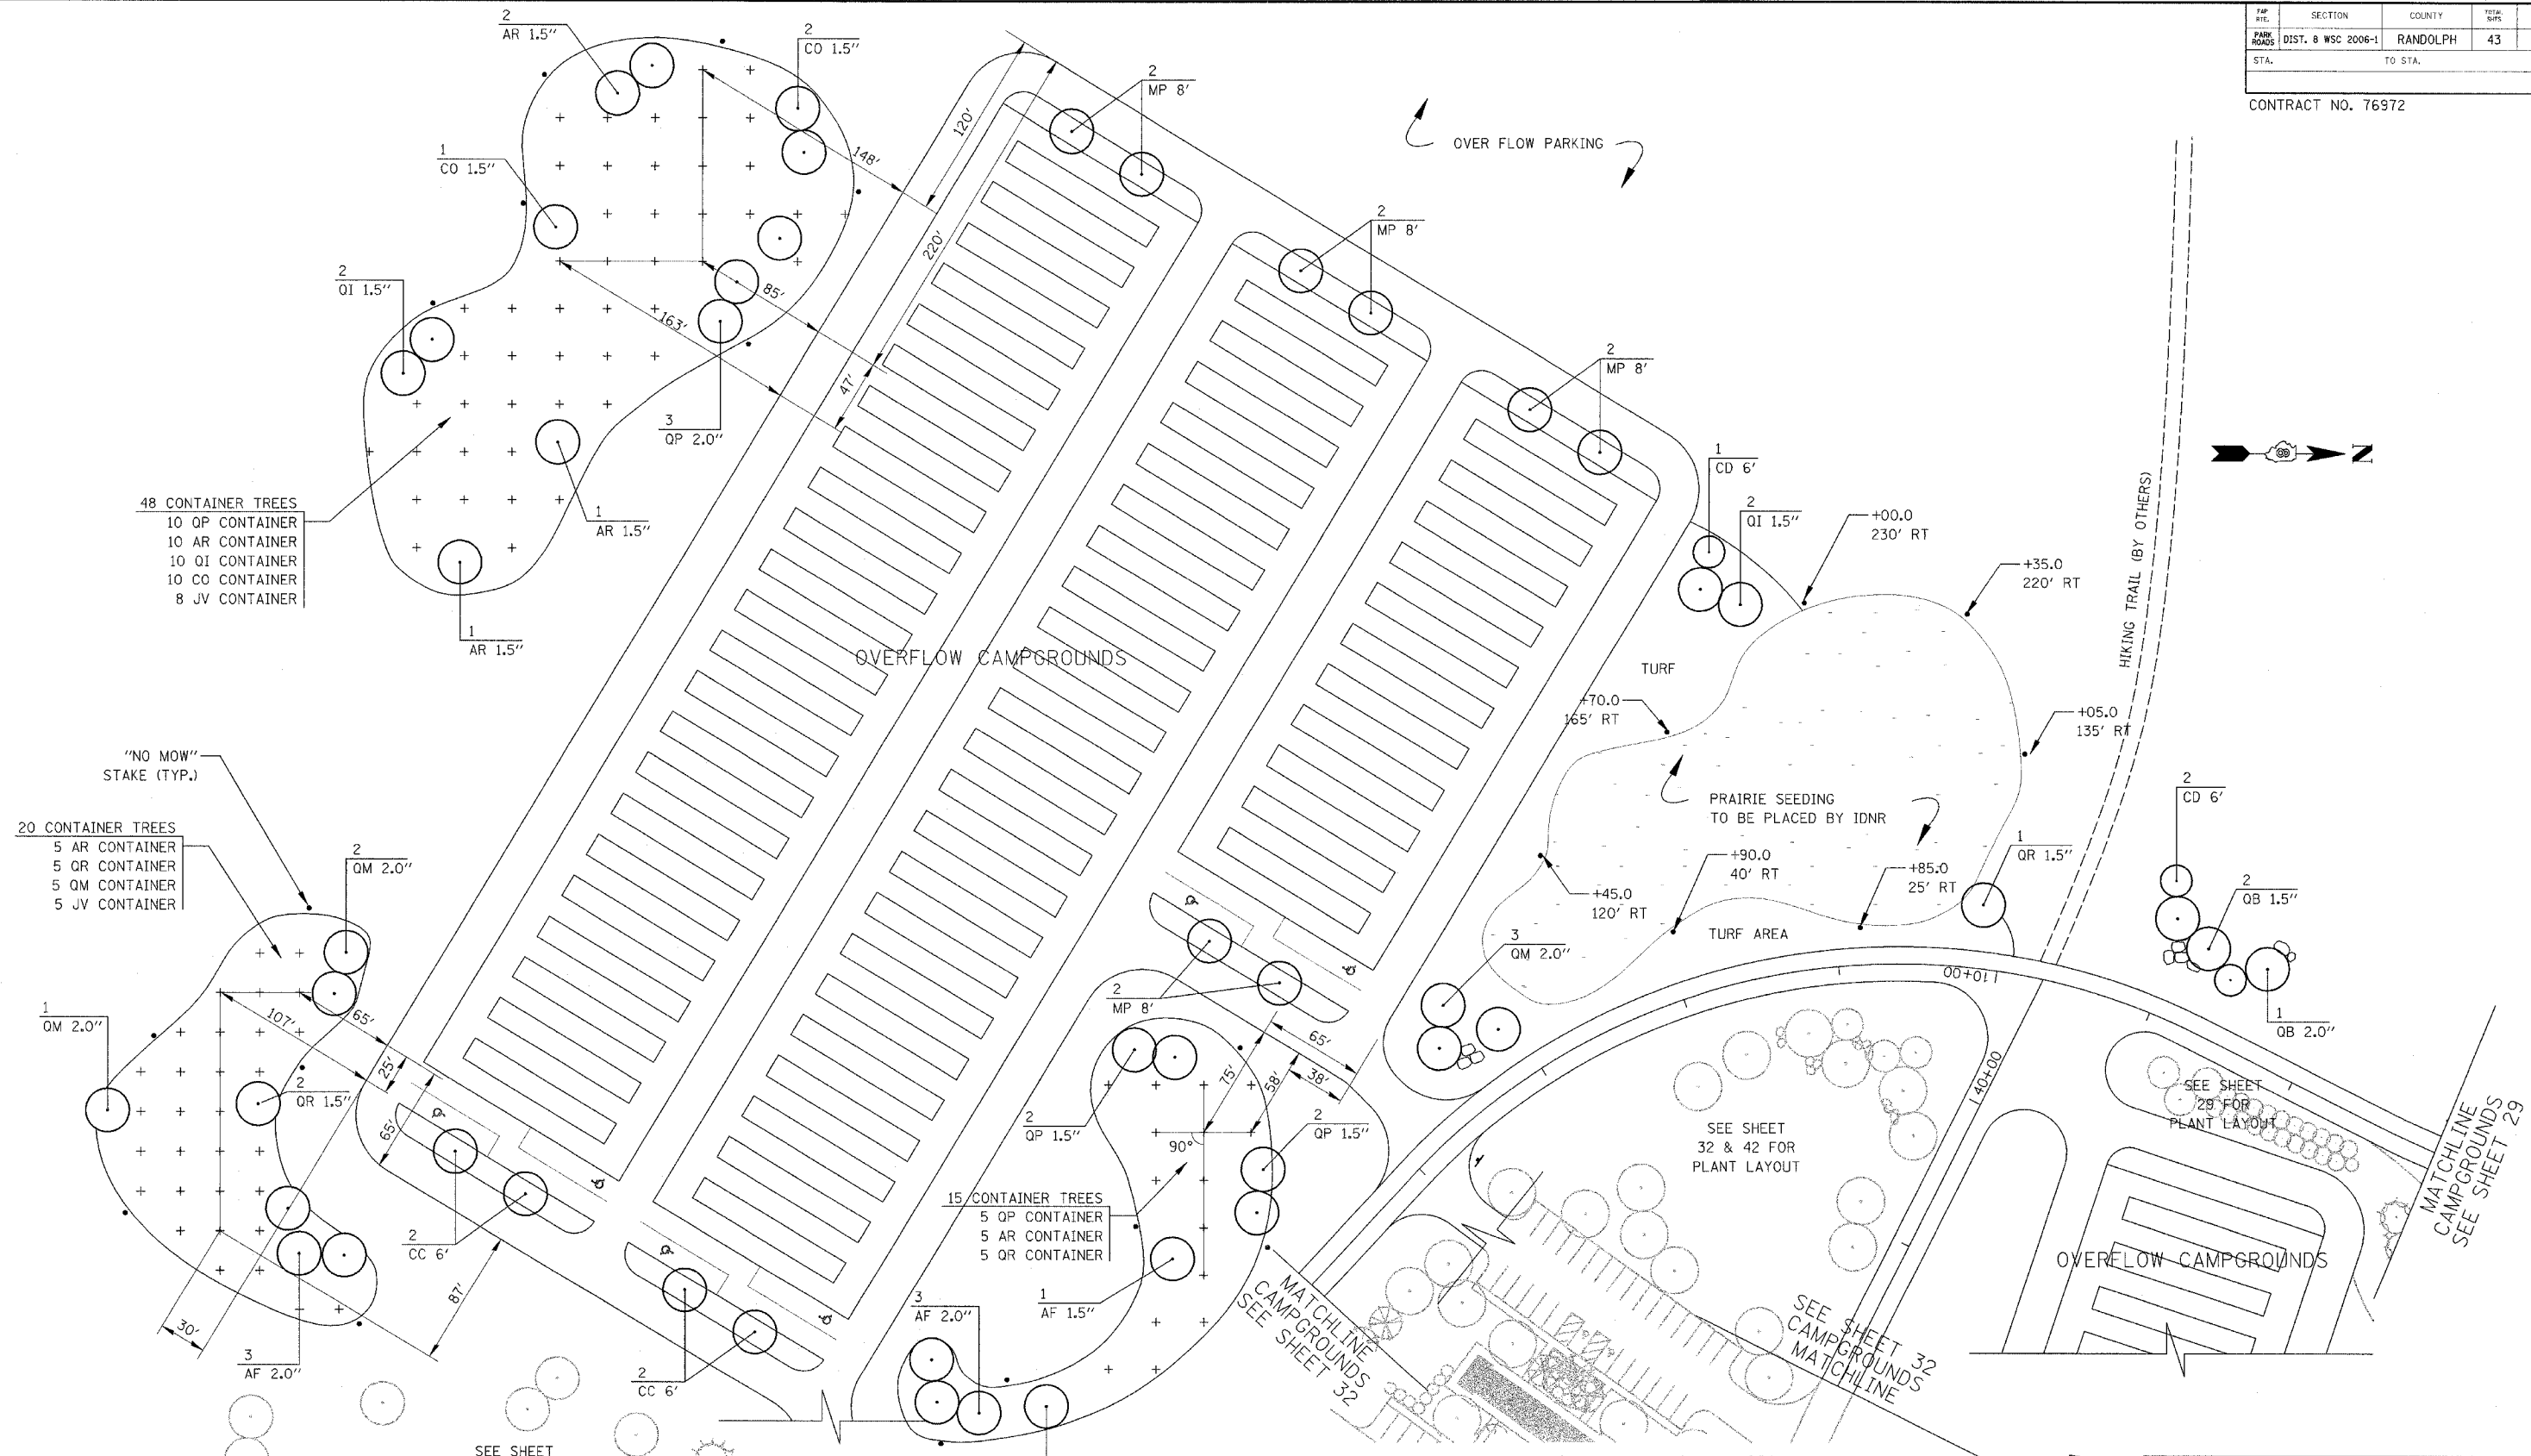 FAP RTE. SECTION COUNTY TOTAL SHTS
PARK ROADS DIST. 8 WSC 2006-1 RANDOLPH 43
STA. TO STA.
CONTRACT NO. 76972
2
AR 1.5"
2
CO 1.5"
2
MP 8'
120'
148'
220'
OVER FLOW PARKING
1
CO 1.5"
2
MP 8'
2
QI 1.5"
85'
163'
47'
2
MP 8'
3
QP 2.0"
1
CD 6'
2
QI 1.5"
N
48 CONTAINER TREES
10 QP CONTAINER
10 AR CONTAINER
10 QI CONTAINER
10 CO CONTAINER
8 JV CONTAINER
1
AR 1.5"
+00.0
230' RT
+35.0
220' RT
HIKING TRAIL (BY OTHERS)
1
AR 1.5"
OVERFLOW CAMPGROUNDS
TURF
+70.0
165' RT
+05.0
135' RT
"NO MOW"
STAKE (TYP.)
PRAIRIE SEEDING
TO BE PLACED BY IDNR
2
CD 6'
20 CONTAINER TREES
5 AR CONTAINER
5 QR CONTAINER
5 QM CONTAINER
5 JV CONTAINER
2
QM 2.0"
+90.0
40' RT
+85.0
25' RT
1
QR 1.5"
+45.0
120' RT
2
QB 1.5"
TURF AREA
3
QM 2.0"
110+00
2
MP 8'
1
QM 2.0"
107'
65'
25'
65'
2
QR 1.5"
65'
75'
58'
38'
140+00
1
QB 2.0"
SEE SHEET
29 FOR
PLANT LAYOUT
2
QP 1.5"
2
QP 1.5"
90°
SEE SHEET
32 & 42 FOR
PLANT LAYOUT
MATCHLINE
CAMPGROUNDS
SEE SHEET 29
15 CONTAINER TREES
5 QP CONTAINER
5 AR CONTAINER
5 QR CONTAINER
2
CC 6'
87'
30'
OVERFLOW CAMPGROUNDS
3
AF 2.0"
1
AF 1.5"
MATCHLINE
CAMPGROUNDS
SEE SHEET 32
SEE SHEET 32
CAMPGROUNDS
MATCHLINE
3
AF 2.0"
2
CC 6'
SEE SHEET